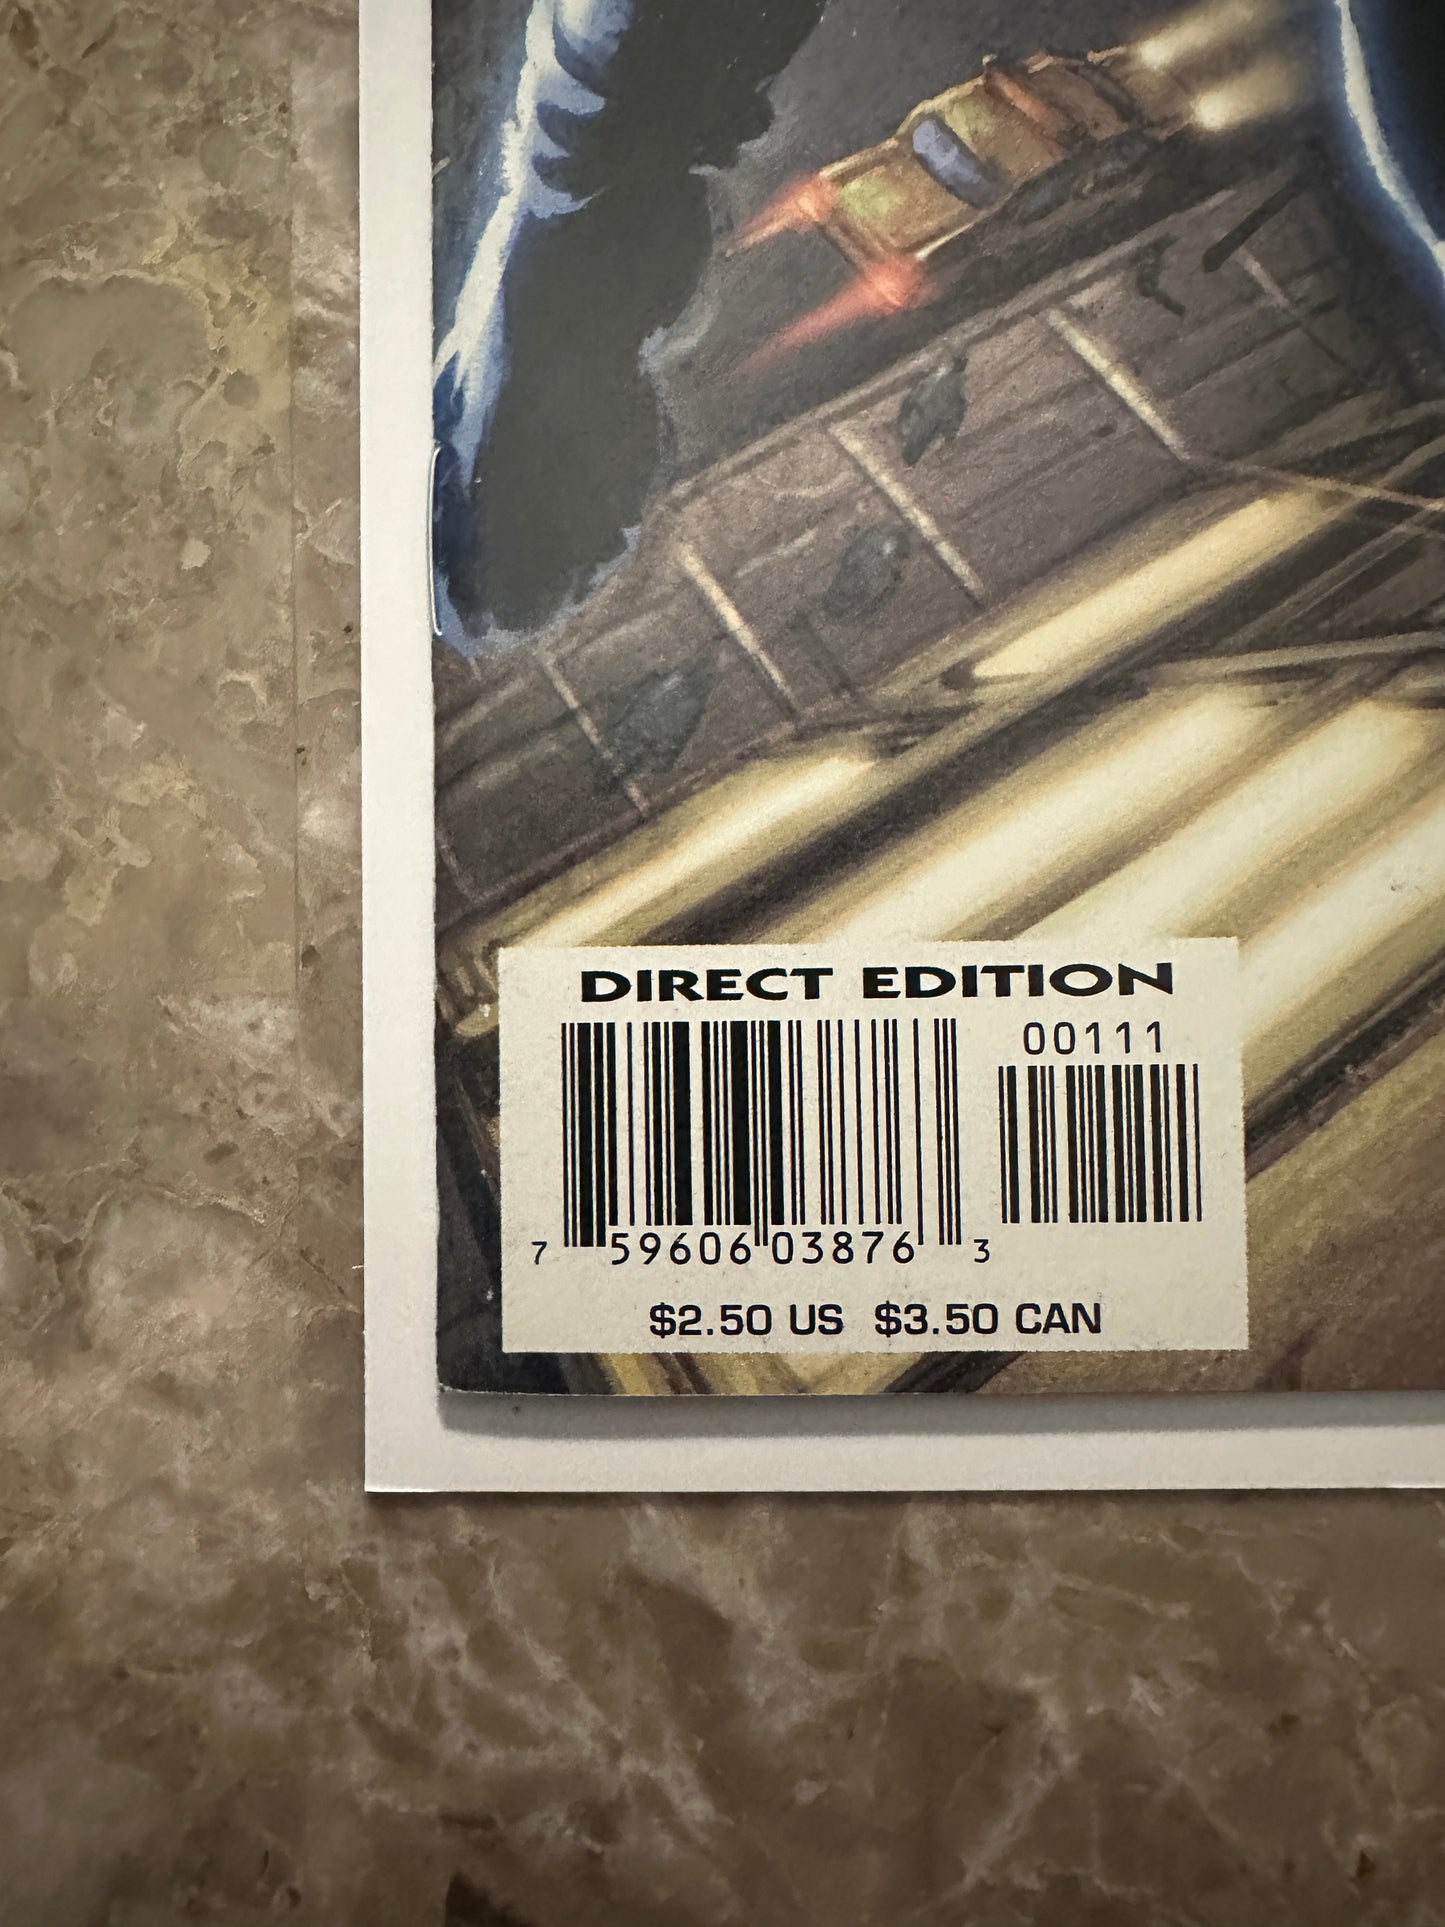 DIRECT EDITION
00111
7 59606 03876 3
$2.50 US $3.50 CAN